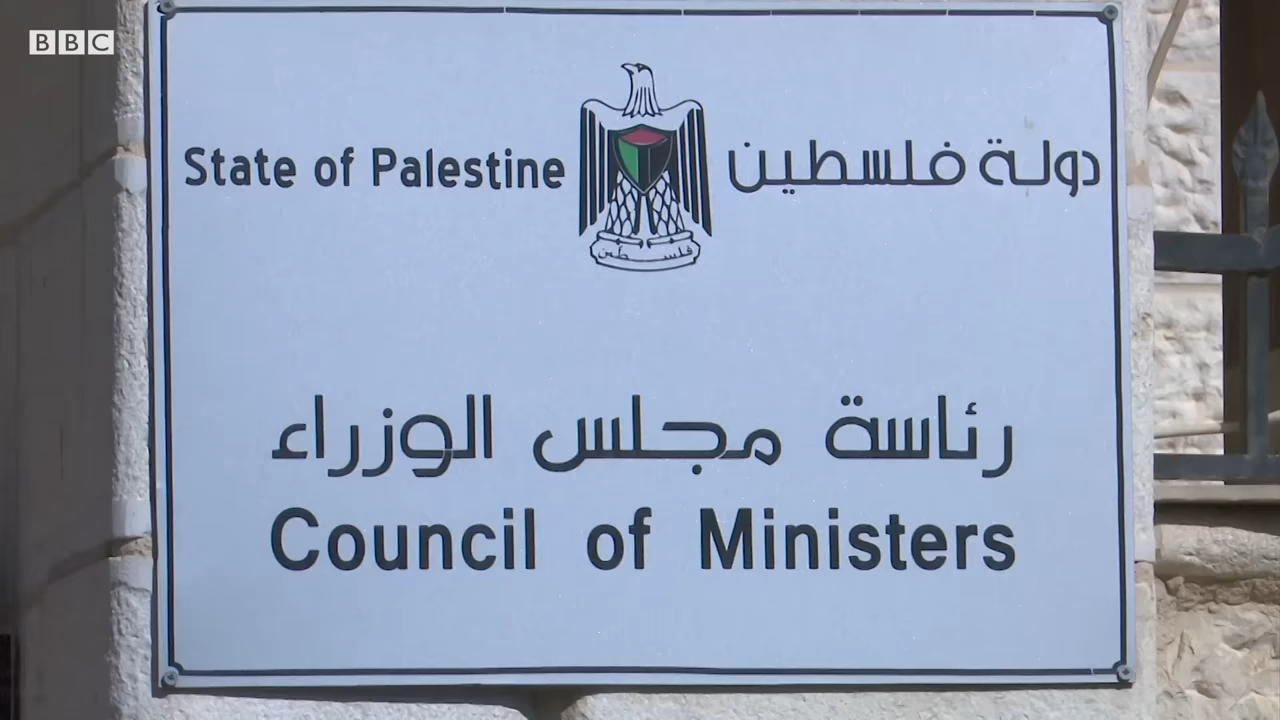 BBC
State of Palestine
دولة فلسطين
فلسطين
رئاسة مجلس الوزراء
Council of Ministers